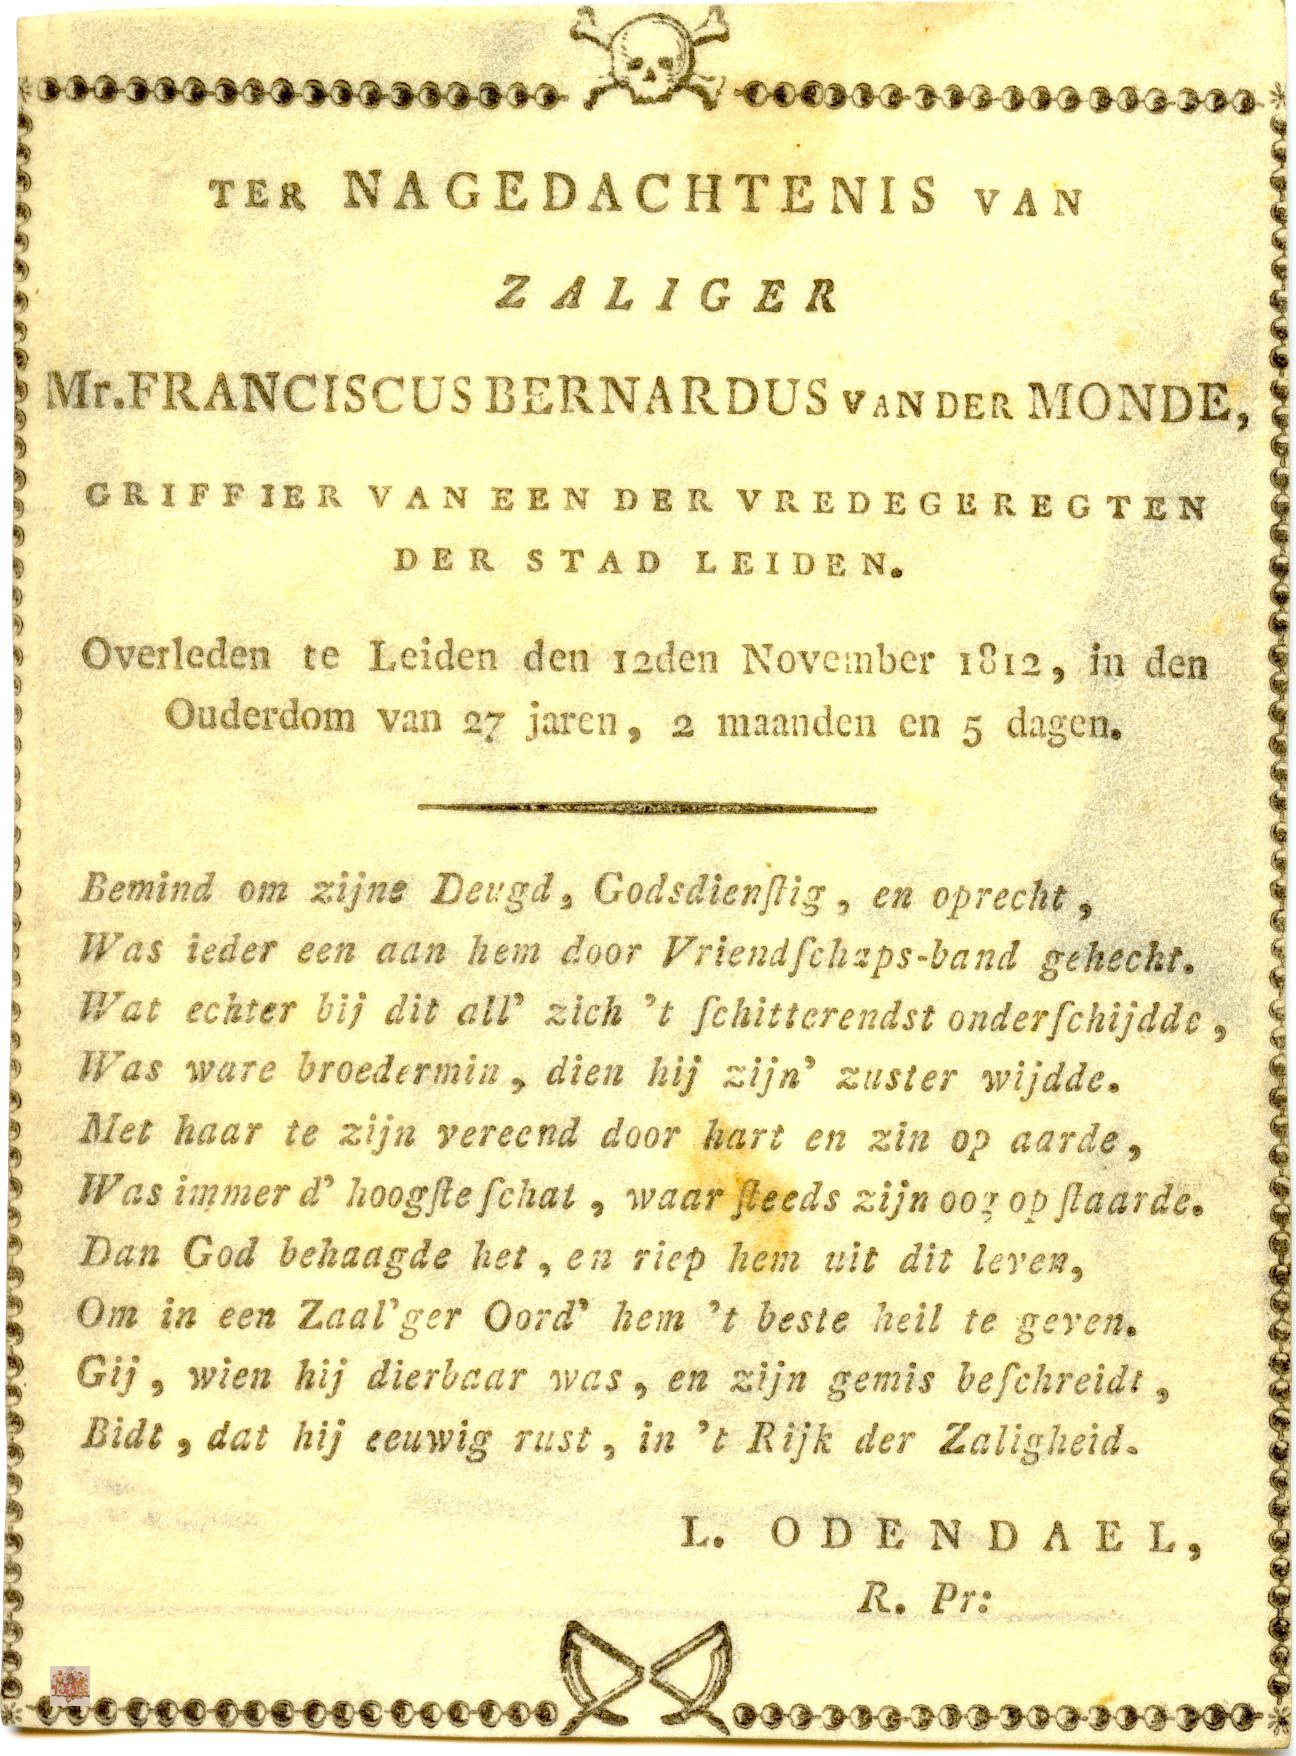 TER NAGEDACHTENIS VAN
ZALIGER
Mr. FRANCISCUS BERNARDUS VAN DER MONDE,
GRIFFIER VAN EEN DER VREDEGEREGTEN
DER STAD LEIDEN.
Overleden te Leiden den 12den November 1812, in den
Ouderdom van 27 jaren, 2 maanden en 5 dagen.
Bemind om zijne Deugd, Godsdienſtig, en oprecht,
Was ieder een aan hem door Vriendſchaps-band gehecht.
Wat echter bij dit all' zich 't ſchitterendst onderſchijdde,
Was ware broedermin, dien hij zijn' zuster wijdde.
Met haar te zijn vereend door hart en zin op aarde,
Was immer d' hoogſte ſchat, waar ſteeds zijn oog op ſtaarde.
Dan God behaagde het, en riep hem uit dit leven,
Om in een Zaal'ger Oord' hem 't beste heil te geven.
Gij, wien hij dierbaar was, en zijn gemis beſchreidt,
Bidt, dat hij eeuwig rust, in 't Rijk der Zaligheid.
L. ODENDAEL,
R. Pr: